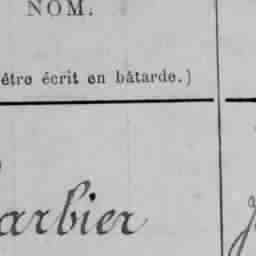 NOM.
être écrit en bâtarde.)
arbier